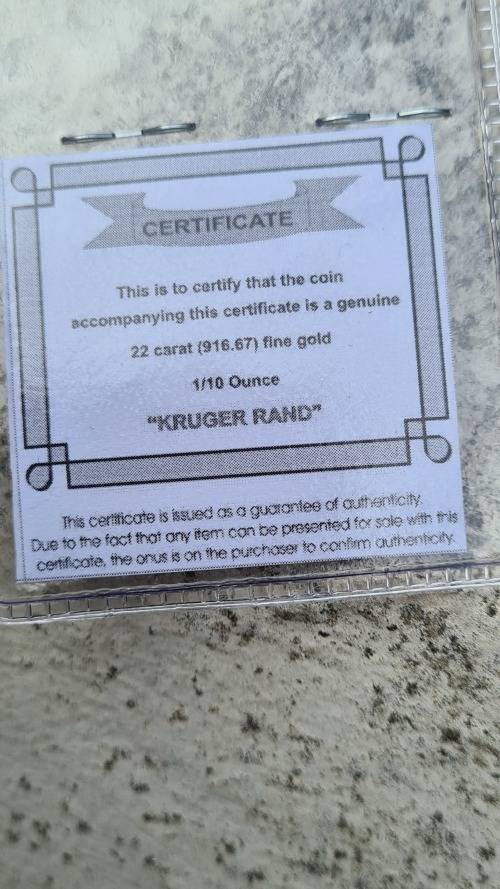 CERTIFICATE
This is to certify that the coin
accompanying this certificate is a genuine
22 carat (916.67) fine gold
1/10 Ounce
“KRUGER RAND”
This certificate is issued as a guarantee of authenticity.
Due to the fact that any item can be presented for sale with this
certificate, the onus is on the purchaser to confirm authenticity.